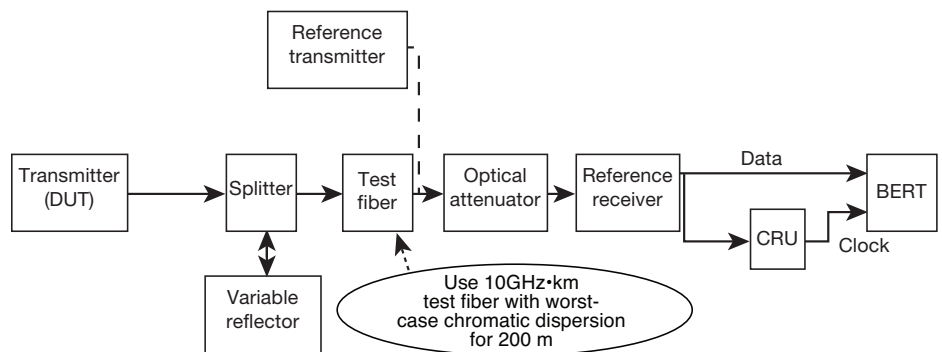 Reference
transmitter
Transmitter
(DUT)
Splitter
Test
fiber
Optical
attenuator
Reference
receiver
Data
BERT
CRU
Clock
Variable
reflector
Use 10GHz•km
test fiber with worst-
case chromatic dispersion
for 200 m